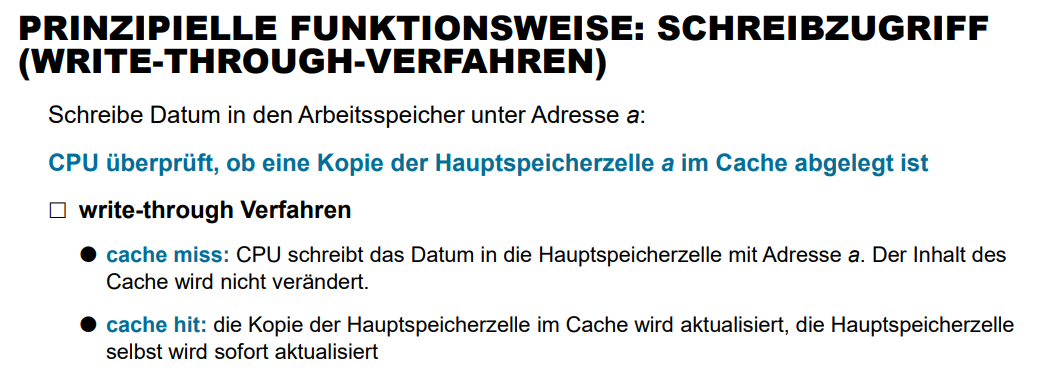 PRINZIPIELLE FUNKTIONSWEISE: SCHREIBZUGRIFF
(WRITE-THROUGH-VERFAHREN)
Schreibe Datum in den Arbeitsspeicher unter Adresse a:
CPU überprüft, ob eine Kopie der Hauptspeicherzelle a im Cache abgelegt ist
□ write-through Verfahren
● cache miss: CPU schreibt das Datum in die Hauptspeicherzelle mit Adresse a. Der Inhalt des
Cache wird nicht verändert.
● cache hit: die Kopie der Hauptspeicherzelle im Cache wird aktualisiert, die Hauptspeicherzelle
selbst wird sofort aktualisiert